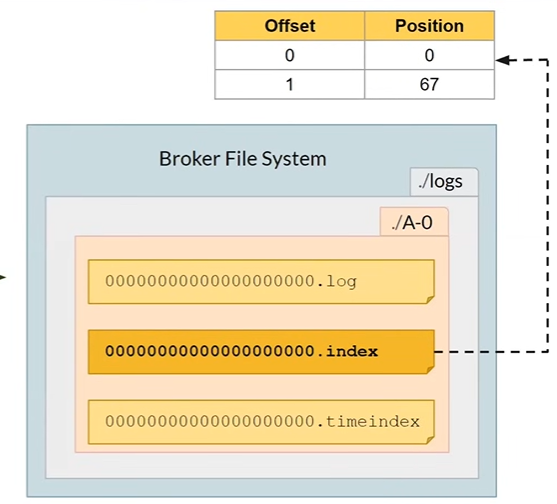 Offset Position
0 0
1 67
Broker File System
./logs
./A-0
00000000000000000000.log
00000000000000000000.index
00000000000000000000.timeindex